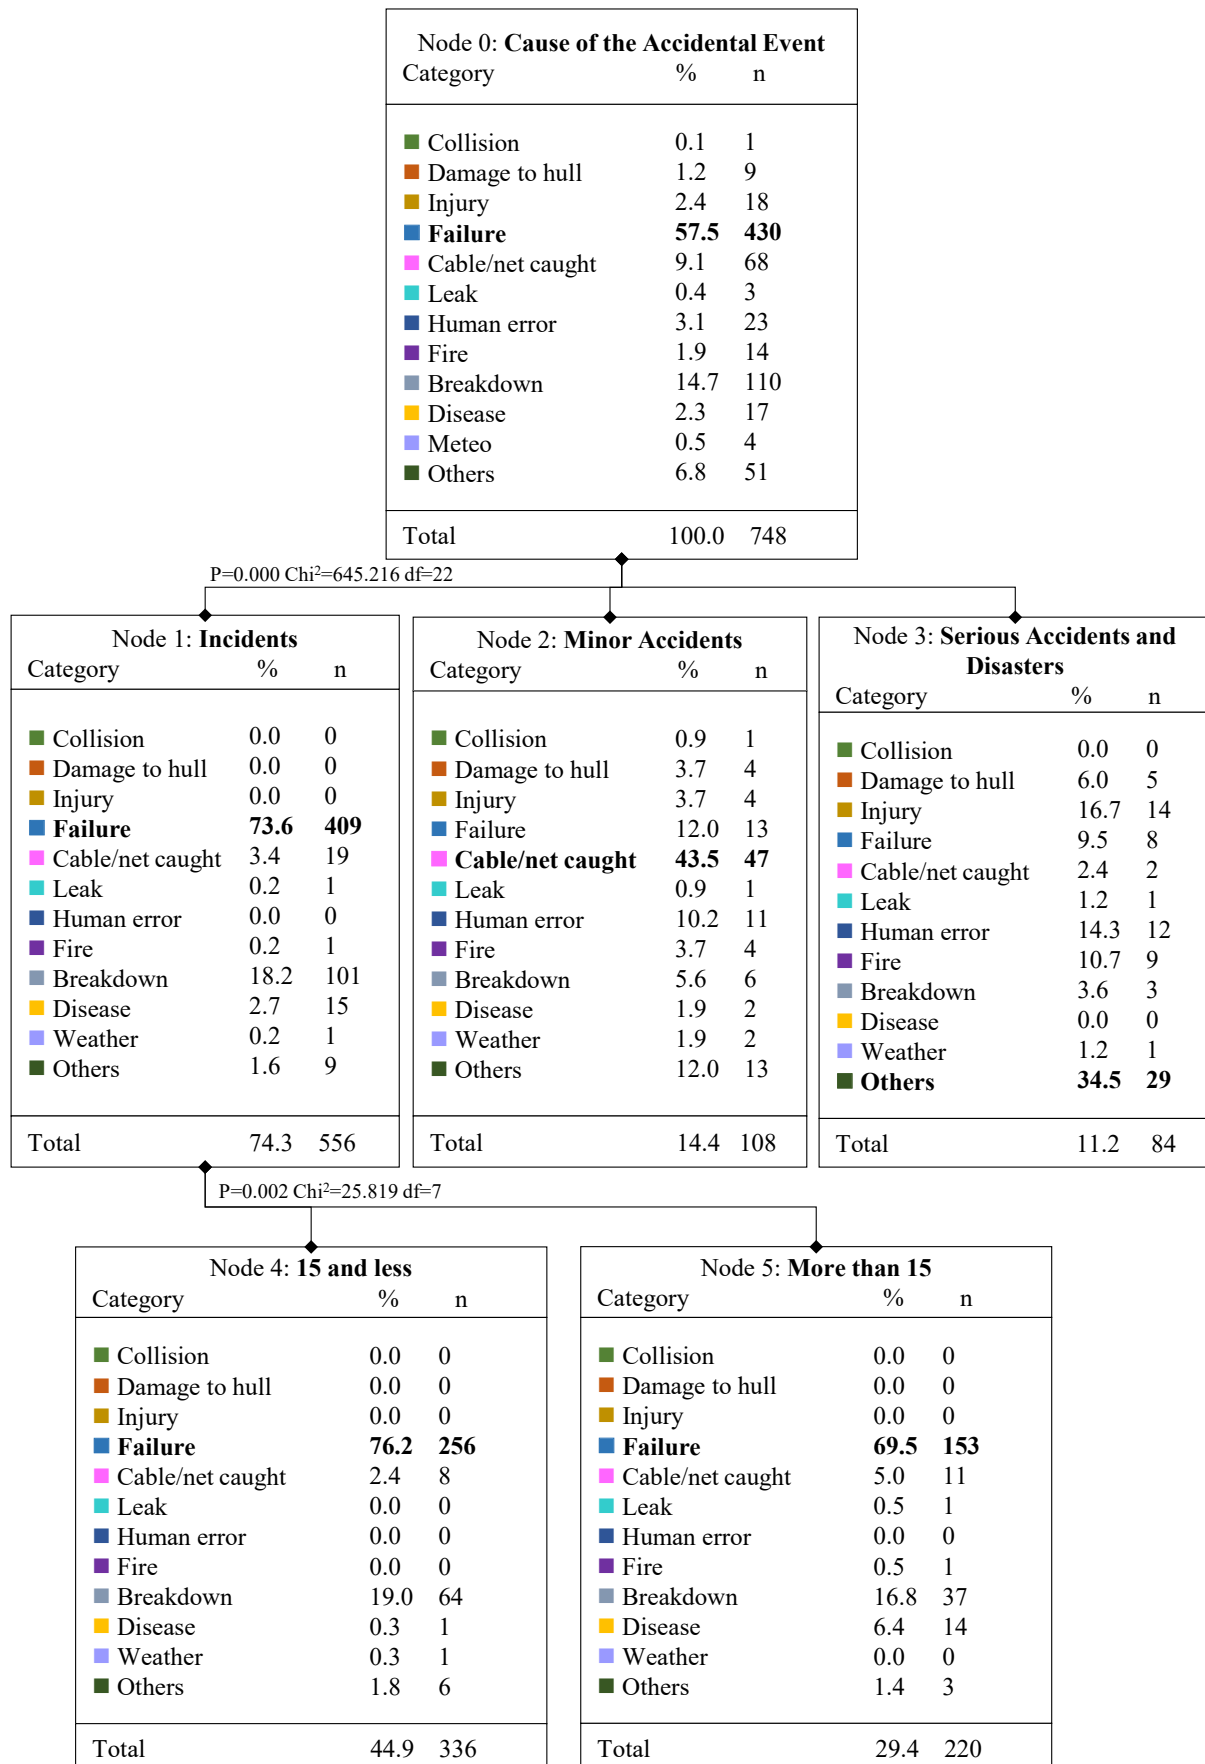 Node 0: Cause of the Accidental Event
Category % n
Collision 0.1 1
Damage to hull 1.2 9
Injury 2.4 18
Failure 57.5 430
Cable/net caught 9.1 68
Leak 0.4 3
Human error 3.1 23
Fire 1.9 14
Breakdown 14.7 110
Disease 2.3 17
Meteo 0.5 4
Others 6.8 51
Total 100.0 748
P=0.000 Chi²=645.216 df=22
Node 1: Incidents
Category % n
Collision 0.0 0
Damage to hull 0.0 0
Injury 0.0 0
Failure 73.6 409
Cable/net caught 3.4 19
Leak 0.2 1
Human error 0.0 0
Fire 0.2 1
Breakdown 18.2 101
Disease 2.7 15
Weather 0.2 1
Others 1.6 9
Total 74.3 556
Node 2: Minor Accidents
Category % n
Collision 0.9 1
Damage to hull 3.7 4
Injury 3.7 4
Failure 12.0 13
Cable/net caught 43.5 47
Leak 0.9 1
Human error 10.2 11
Fire 3.7 4
Breakdown 5.6 6
Disease 1.9 2
Weather 1.9 2
Others 12.0 13
Total 14.4 108
Node 3: Serious Accidents and
Disasters
Category % n
Collision 0.0 0
Damage to hull 6.0 5
Injury 16.7 14
Failure 9.5 8
Cable/net caught 2.4 2
Leak 1.2 1
Human error 14.3 12
Fire 10.7 9
Breakdown 3.6 3
Disease 0.0 0
Weather 1.2 1
Others 34.5 29
Total 11.2 84
P=0.002 Chi²=25.819 df=7
Node 4: 15 and less
Category % n
Collision 0.0 0
Damage to hull 0.0 0
Injury 0.0 0
Failure 76.2 256
Cable/net caught 2.4 8
Leak 0.0 0
Human error 0.0 0
Fire 0.0 0
Breakdown 19.0 64
Disease 0.3 1
Weather 0.3 1
Others 1.8 6
Total 44.9 336
Node 5: More than 15
Category % n
Collision 0.0 0
Damage to hull 0.0 0
Injury 0.0 0
Failure 69.5 153
Cable/net caught 5.0 11
Leak 0.5 1
Human error 0.0 0
Fire 0.5 1
Breakdown 16.8 37
Disease 6.4 14
Weather 0.0 0
Others 1.4 3
Total 29.4 220